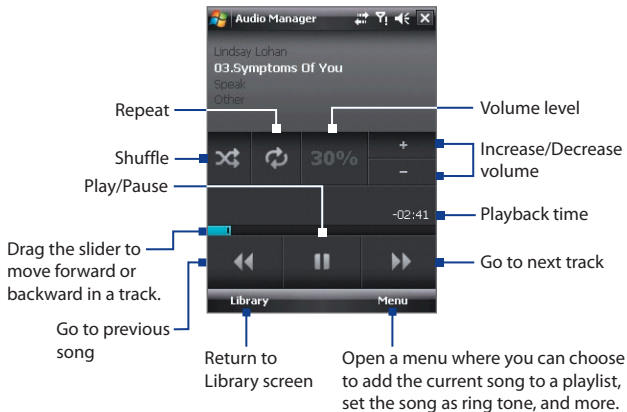 Audio Manager
Lindsay Lohan
03.Symptoms Of You
Speak
Other
Repeat
Volume level
Shuffle
30%
+
−
Increase/Decrease
volume
Play/Pause
-02:41
Playback time
Drag the slider to
move forward or
backward in a track.
Go to next track
Library
Menu
Go to previous
song
Return to
Library screen
Open a menu where you can choose
to add the current song to a playlist,
set the song as ring tone, and more.